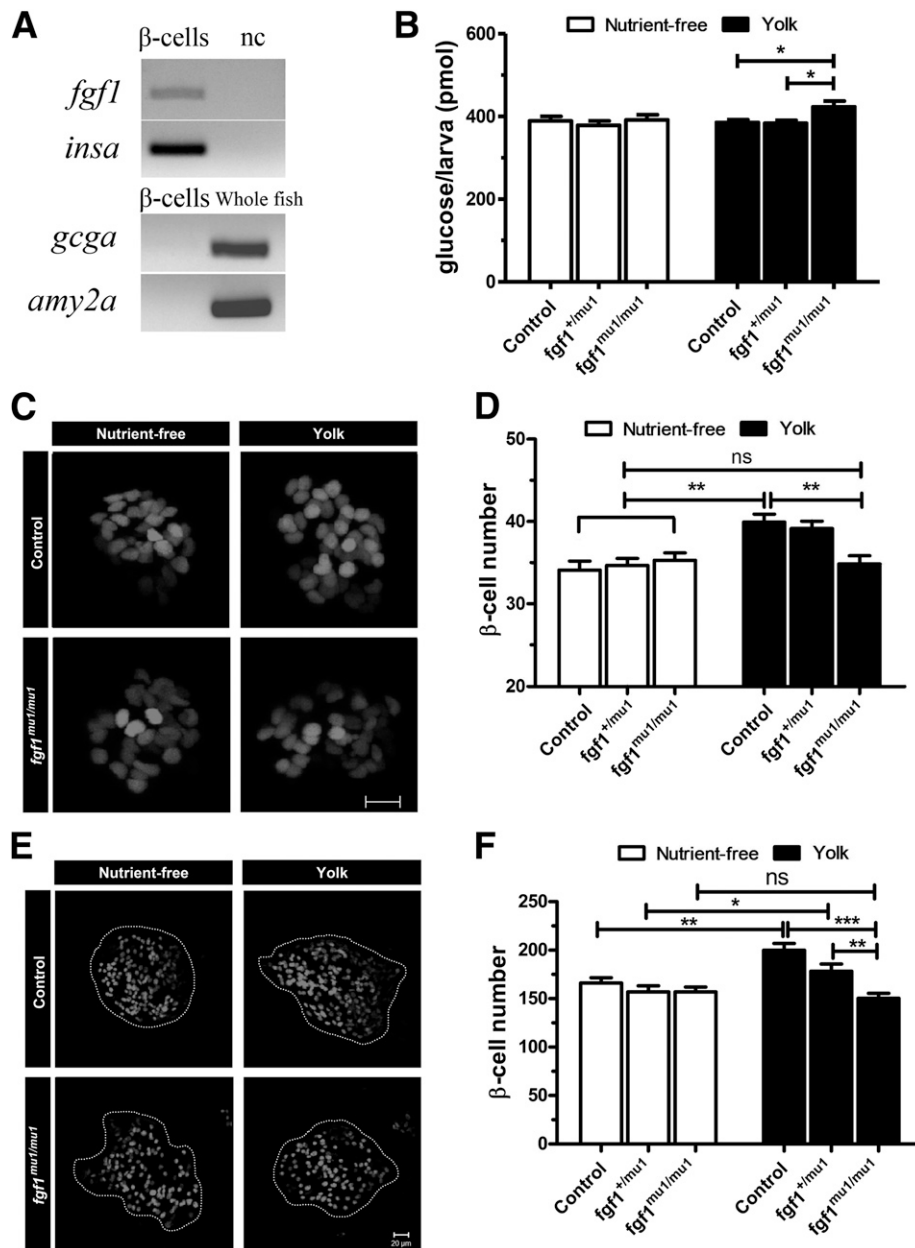 A
β-cells nc
fgf1
insa
β-cells Whole fish
gcga
amy2a
B
Nutrient-free Yolk
glucose/larva (pmol)
600
400
200
0
*
*
Control
fgf1+/mu1
fgf1mu1/mu1
Control
fgf1+/mu1
fgf1mu1/mu1
C
Nutrient-free Yolk
Control
fgf1mu1/mu1
D
Nutrient-free Yolk
β-cell number
50
40
30
20
ns
** **
Control
fgf1+/mu1
fgf1mu1/mu1
Control
fgf1+/mu1
fgf1mu1/mu1
E
Nutrient-free Yolk
Control
fgf1mu1/mu1
20 μm
F
Nutrient-free Yolk
β-cell number
250
200
150
100
50
0
ns
*
** ***
**
Control
fgf1+/mu1
fgf1mu1/mu1
Control
fgf1+/mu1
fgf1mu1/mu1